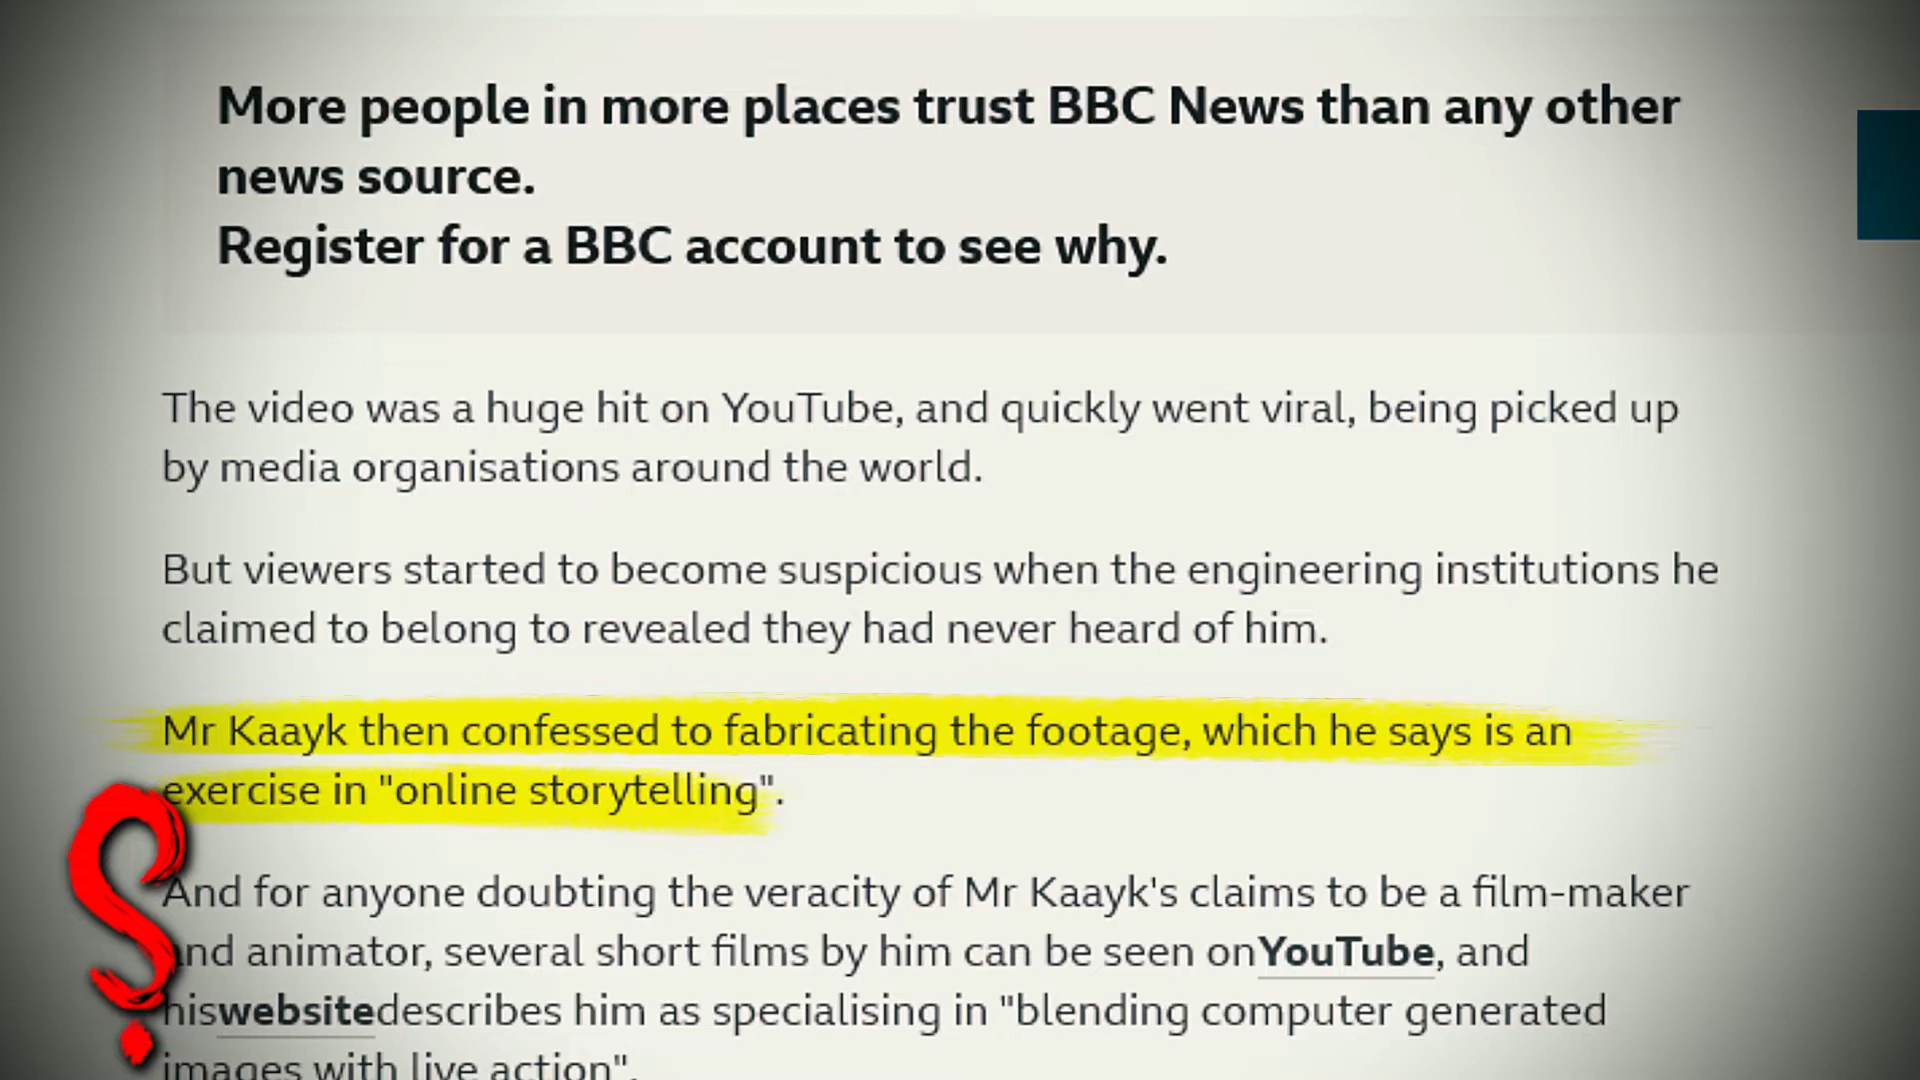 More people in more places trust BBC News than any other
news source.
Register for a BBC account to see why.
The video was a huge hit on YouTube, and quickly went viral, being picked up
by media organisations around the world.
But viewers started to become suspicious when the engineering institutions he
claimed to belong to revealed they had never heard of him.
Mr Kaayk then confessed to fabricating the footage, which he says is an
exercise in "online storytelling".
And for anyone doubting the veracity of Mr Kaayk's claims to be a film-maker
and animator, several short films by him can be seen onYouTube, and
hiswebsitedescribes him as specialising in "blending computer generated
images with live action".